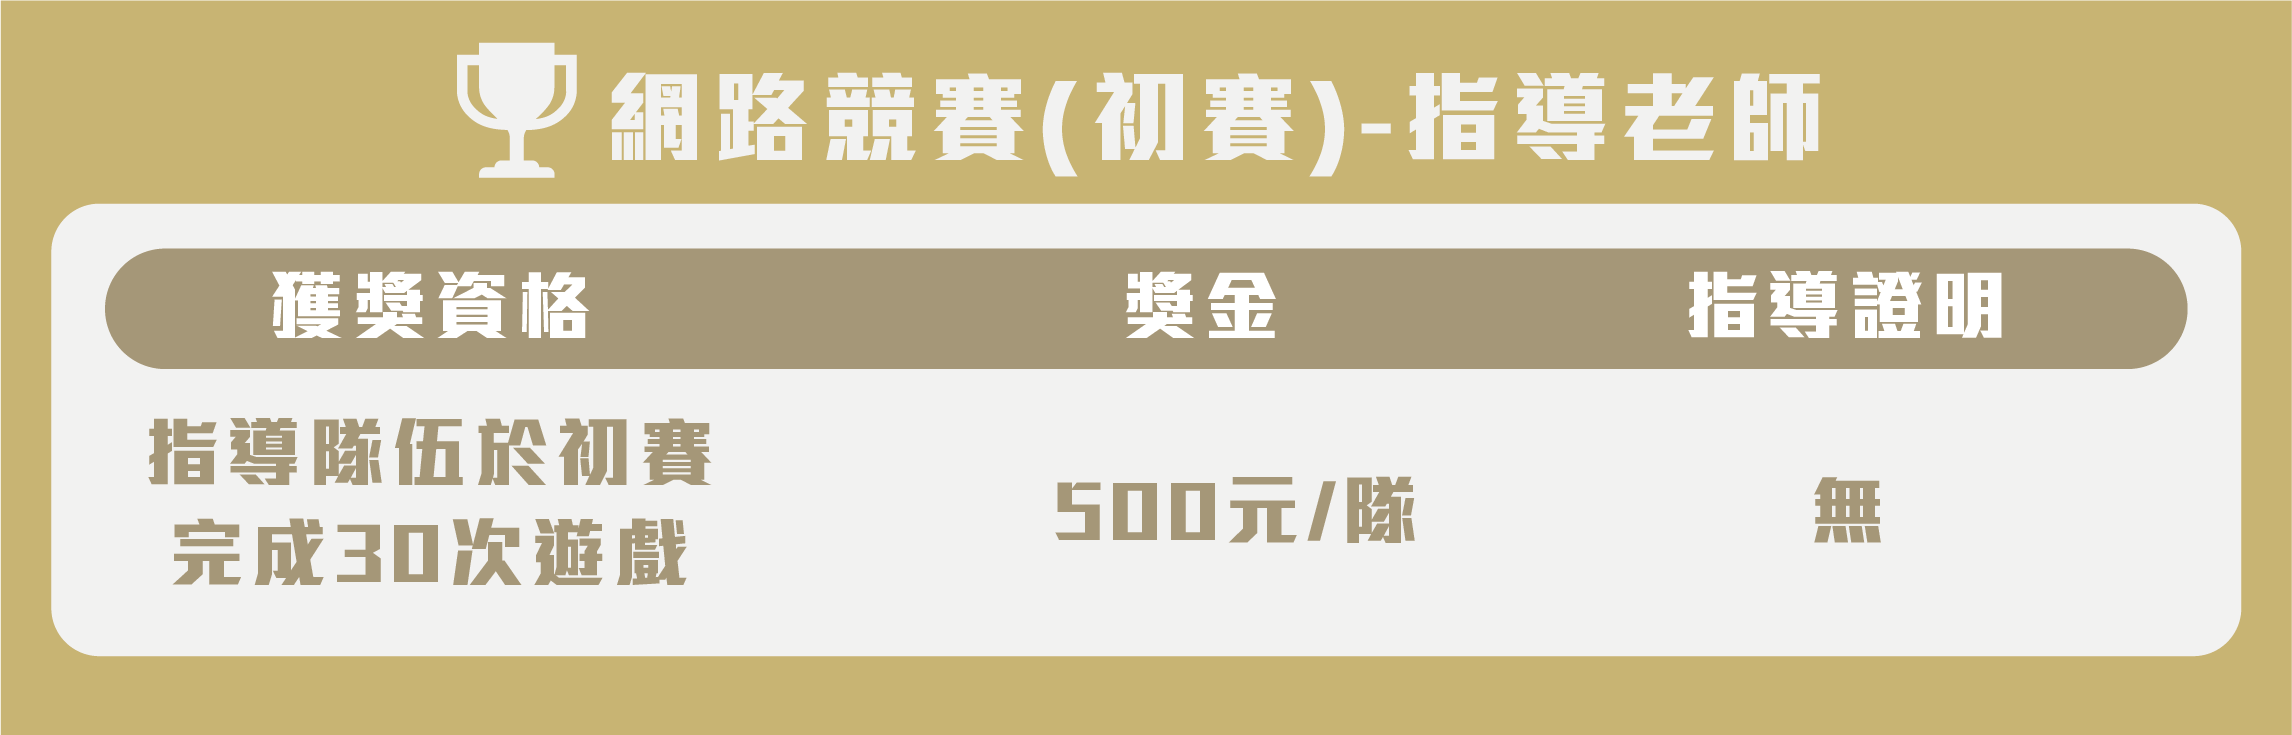 網路競賽(初賽)-指導老師
獲獎資格 獎金 指導證明
指導隊伍於初賽
完成30次遊戲
500元/隊
無